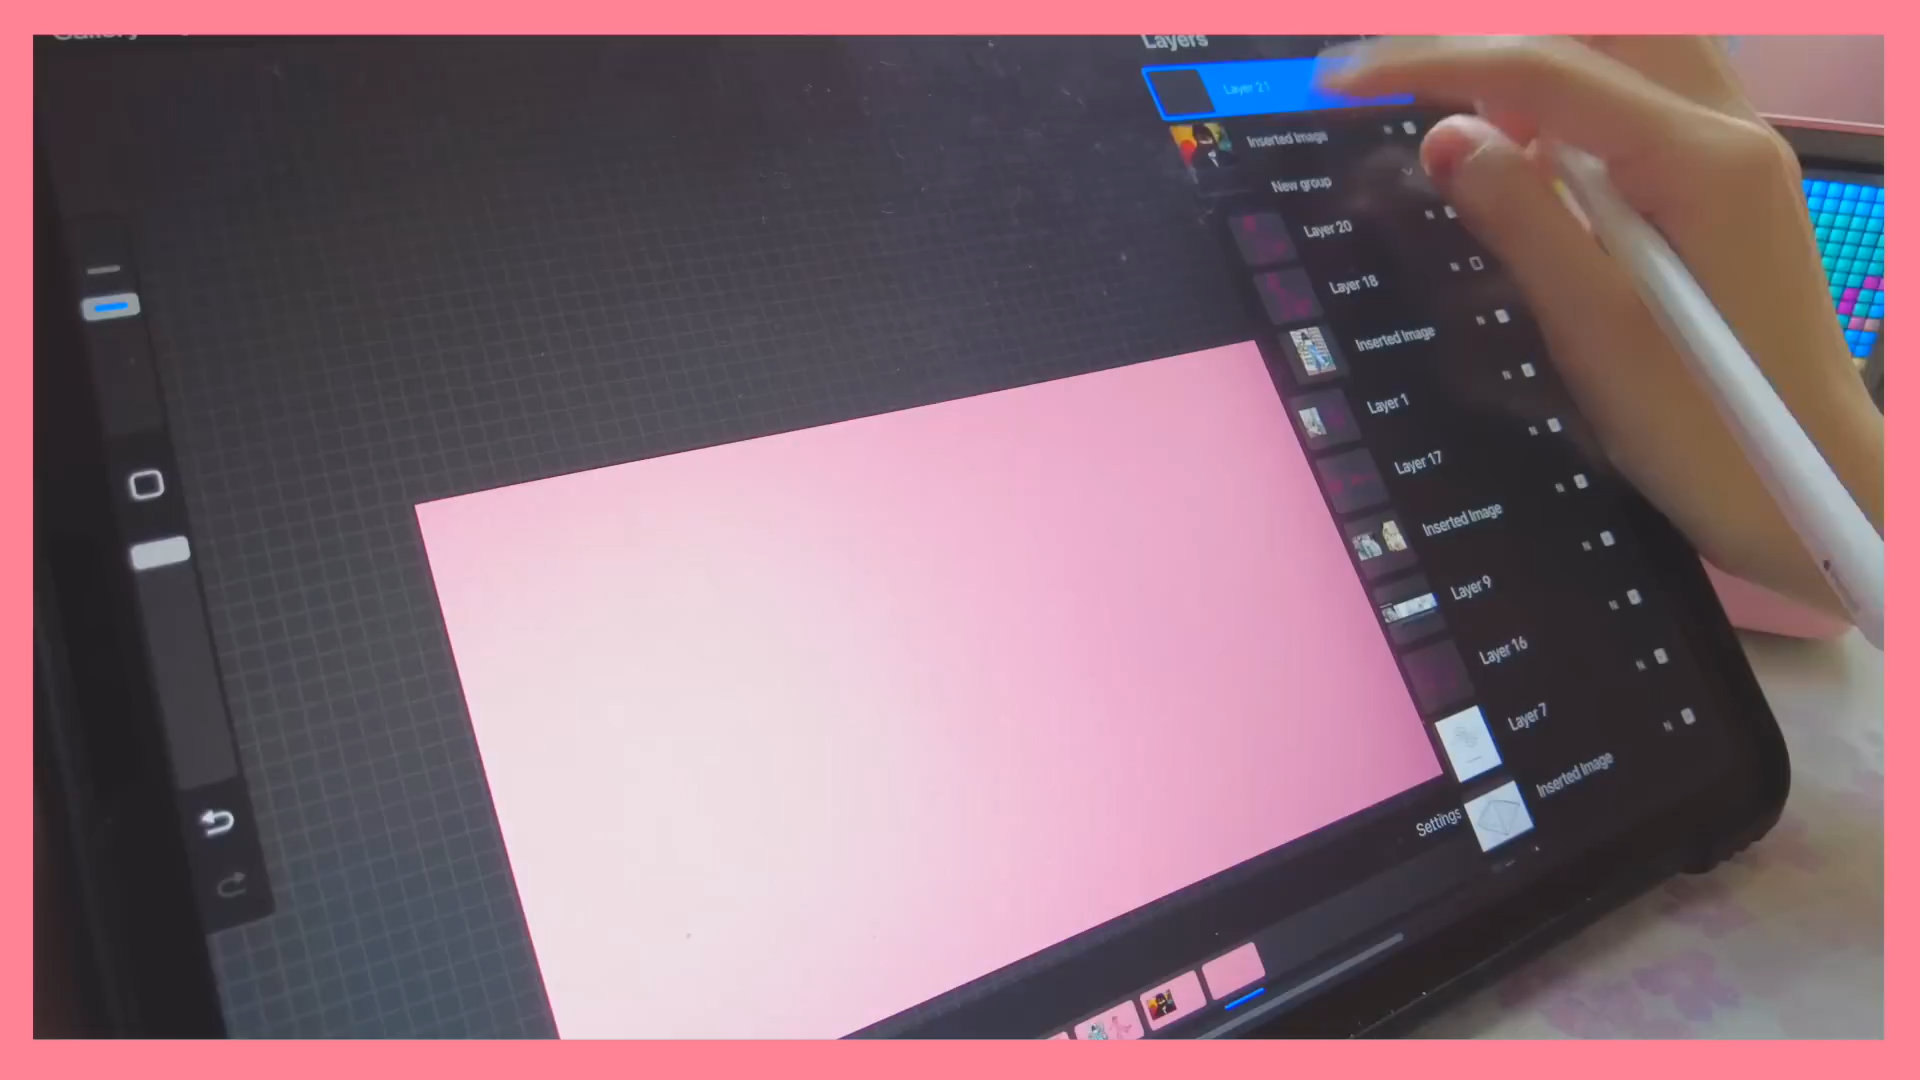 Gallery
Layers
Layer 21
Inserted Image
New group
Layer 20
N
Layer 18
N
Inserted Image
N
Layer 1
N
Layer 17
N
Inserted Image
N
Layer 9
N
Layer 16
N
Layer 7
N
Inserted Image
N
Settings